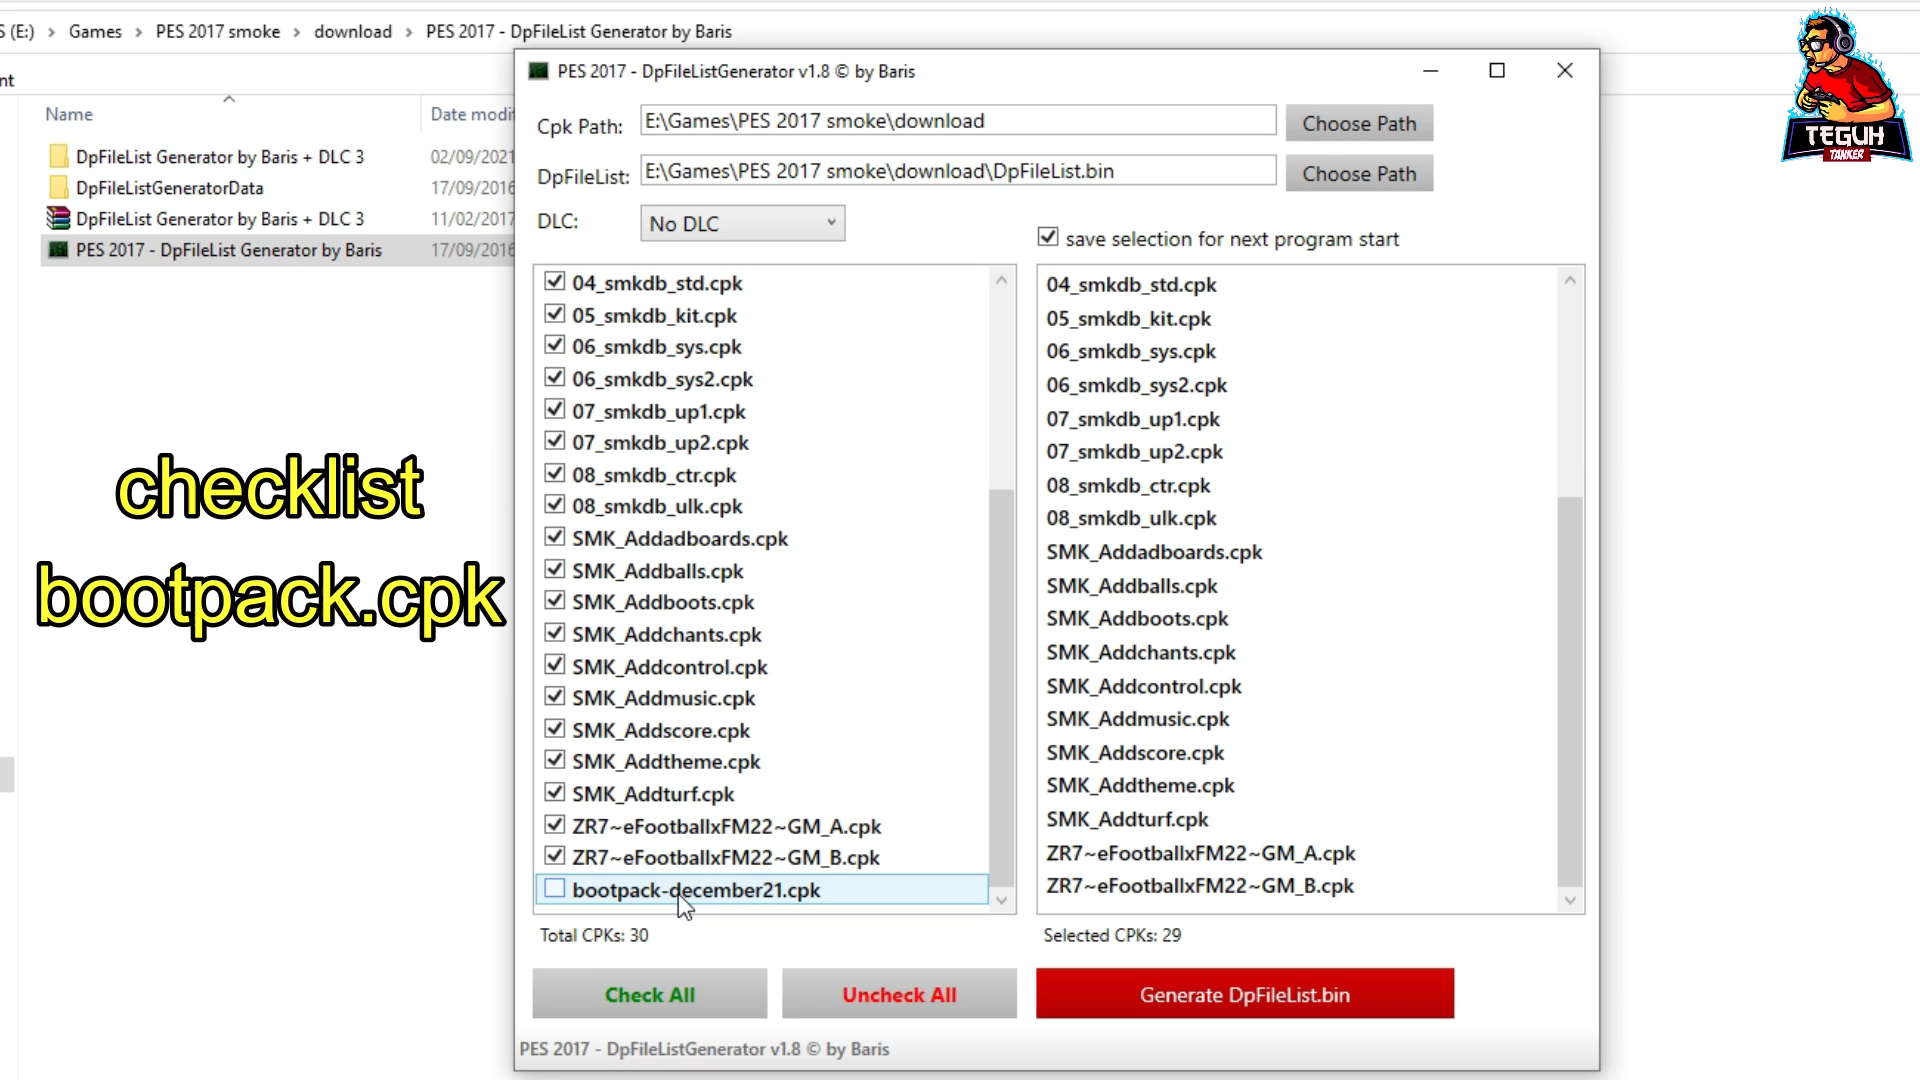 S (E:) > Games > PES 2017 smoke > download > PES 2017 - DpFileList Generator by Baris
nt
Name
Date modif
DpFileList Generator by Baris + DLC 3 02/09/2021
DpFileListGeneratorData 17/09/2016
DpFileList Generator by Baris + DLC 3 11/02/2017
PES 2017 - DpFileList Generator by Baris 17/09/2016
checklist
bootpack.cpk
PES 2017 - DpFileListGenerator v1.8 © by Baris
Cpk Path: E:\Games\PES 2017 smoke\download Choose Path
DpFileList: E:\Games\PES 2017 smoke\download\DpFileList.bin Choose Path
DLC: No DLC
save selection for next program start
04_smkdb_std.cpk
05_smkdb_kit.cpk
06_smkdb_sys.cpk
06_smkdb_sys2.cpk
07_smkdb_up1.cpk
07_smkdb_up2.cpk
08_smkdb_ctr.cpk
08_smkdb_ulk.cpk
SMK_Addadboards.cpk
SMK_Addballs.cpk
SMK_Addboots.cpk
SMK_Addchants.cpk
SMK_Addcontrol.cpk
SMK_Addmusic.cpk
SMK_Addscore.cpk
SMK_Addtheme.cpk
SMK_Addturf.cpk
ZR7~eFootballxFM22~GM_A.cpk
ZR7~eFootballxFM22~GM_B.cpk
bootpack-december21.cpk
Total CPKs: 30
04_smkdb_std.cpk
05_smkdb_kit.cpk
06_smkdb_sys.cpk
06_smkdb_sys2.cpk
07_smkdb_up1.cpk
07_smkdb_up2.cpk
08_smkdb_ctr.cpk
08_smkdb_ulk.cpk
SMK_Addadboards.cpk
SMK_Addballs.cpk
SMK_Addboots.cpk
SMK_Addchants.cpk
SMK_Addcontrol.cpk
SMK_Addmusic.cpk
SMK_Addscore.cpk
SMK_Addtheme.cpk
SMK_Addturf.cpk
ZR7~eFootballxFM22~GM_A.cpk
ZR7~eFootballxFM22~GM_B.cpk
Selected CPKs: 29
Check All
Uncheck All
Generate DpFileList.bin
PES 2017 - DpFileListGenerator v1.8 © by Baris
TEGUH
TANKER